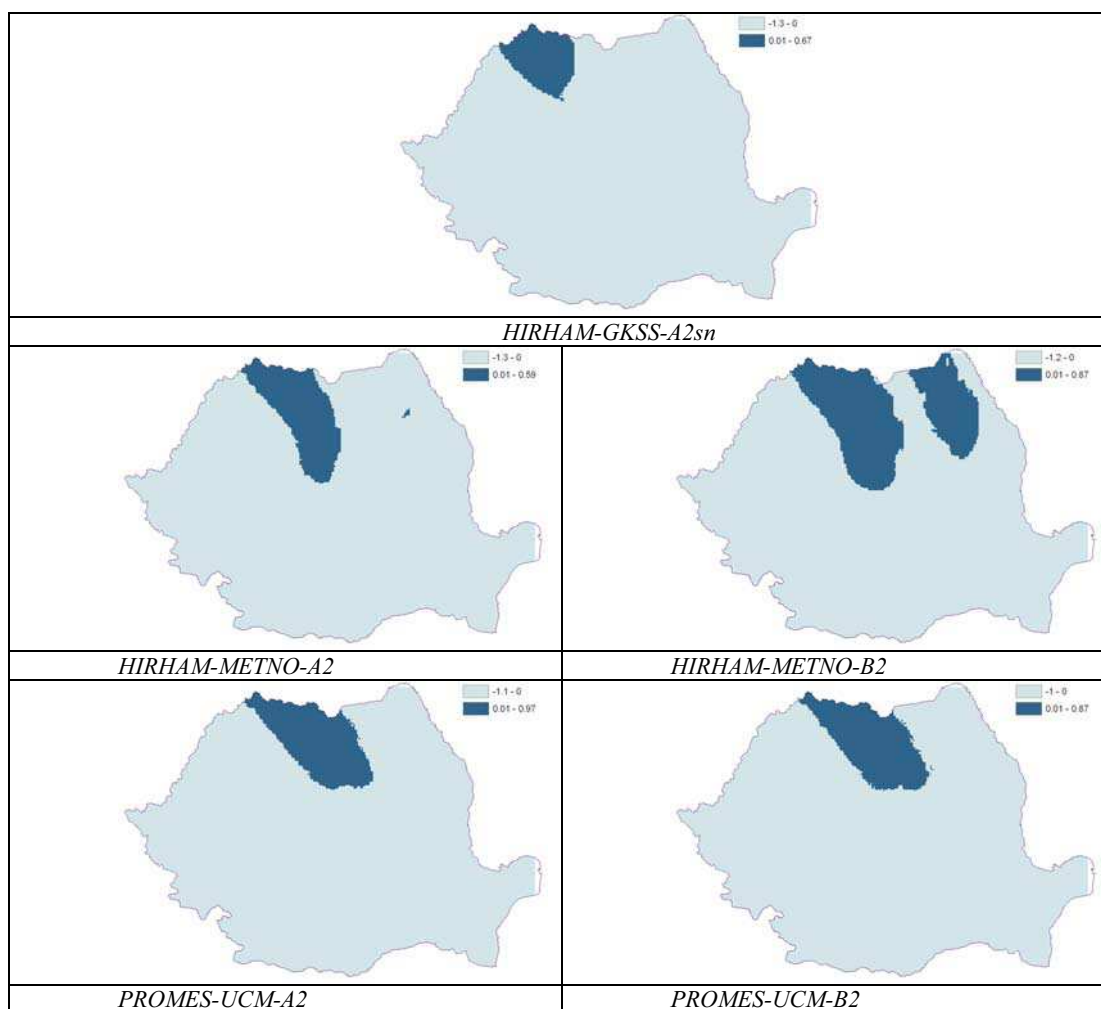 -1.3 - 0
0.01 - 0.67
HIRHAM-GKSS-A2sn
-1.3 - 0
0.01 - 0.59
-1.2 - 0
0.01 - 0.87
HIRHAM-METNO-A2
HIRHAM-METNO-B2
-1.1 - 0
0.01 - 0.97
-1 - 0
0.01 - 0.87
PROMES-UCM-A2
PROMES-UCM-B2